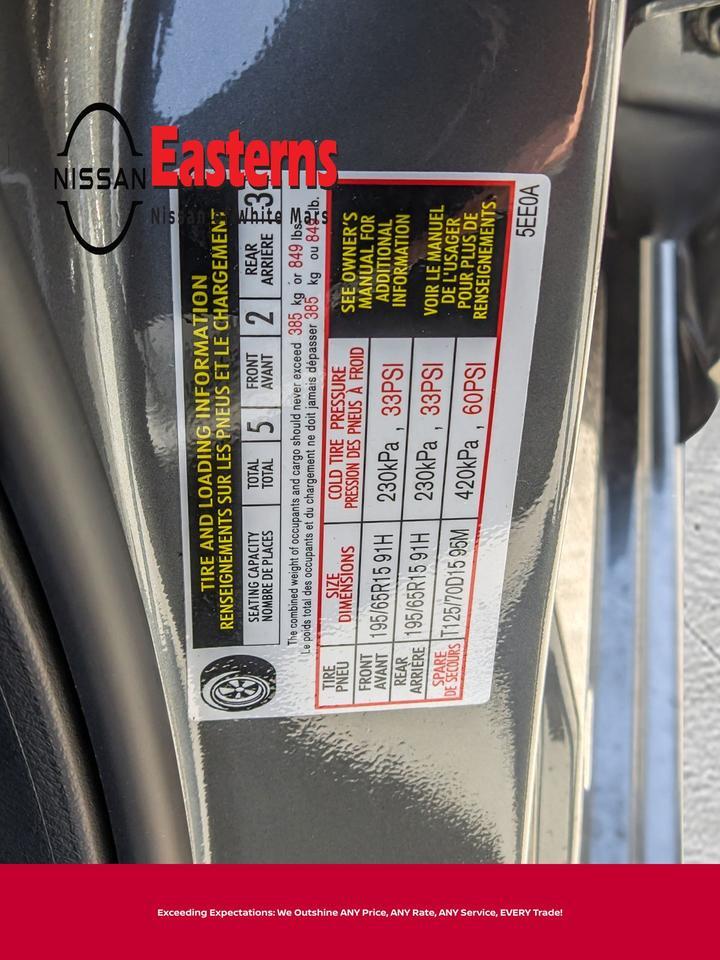 NISSAN
Easterns
Nissan of White Mars
TIRE AND LOADING INFORMATION
RENSEIGNEMENTS SUR LES PNEUS ET LE CHARGEMENT
SEATING CAPACITY
NOMBRE DE PLACES
TOTAL
TOTAL
5
FRONT
AVANT
2
REAR
ARRIÈRE
3
The combined weight of occupants and cargo should never exceed 385 kg or 849 lbs.
Le poids total des occupants et du chargement ne doit jamais dépasser 385 kg ou 849 lb.
TIRE
PNEU
SIZE
DIMENSIONS
COLD TIRE PRESSURE
PRESSION DES PNEUS À FROID
FRONT
AVANT
195/65R15 91H
230kPa , 33PSI
REAR
ARRIÈRE
195/65R15 91H
230kPa , 33PSI
SPARE
DE SECOURS
T125/70D15 95M
420kPa , 60PSI
SEE OWNER'S
MANUAL FOR
ADDITIONAL
INFORMATION
VOIR LE MANUEL
DE L'USAGER
POUR PLUS DE
RENSEIGNEMENTS.
5EE0A
Exceeding Expectations: We Outshine ANY Price, ANY Rate, ANY Service, EVERY Trade!